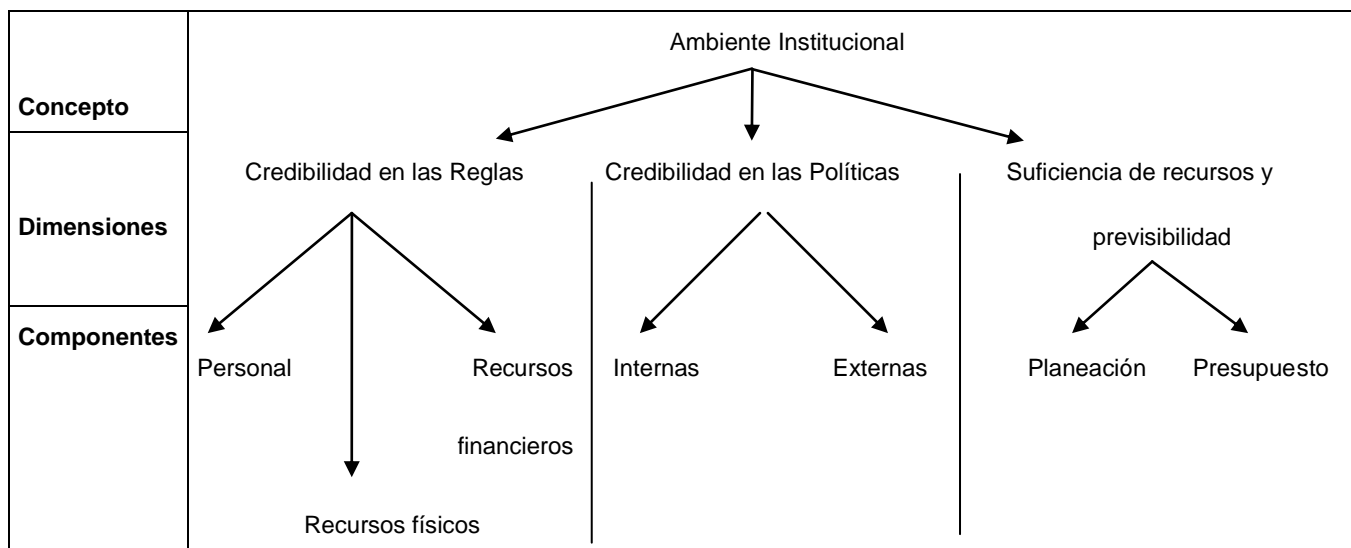 Ambiente Institucional
Concepto
Credibilidad en las Reglas
Credibilidad en las Políticas
Suficiencia de recursos y
previsibilidad
Dimensiones
Componentes
Personal
Recursos
financieros
Recursos físicos
Internas
Externas
Planeación
Presupuesto